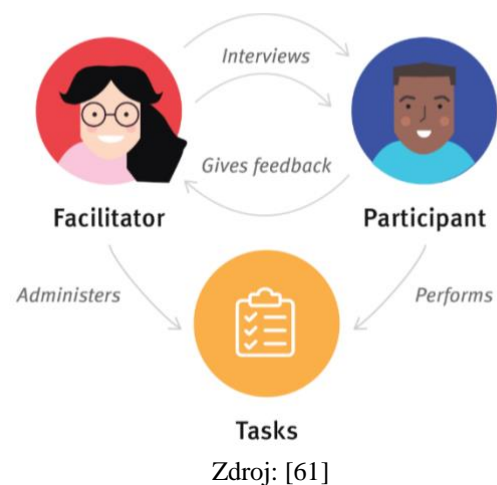 Interviews
Gives feedback
Facilitator
Participant
Administers
Performs
Tasks
Zdroj: [61]